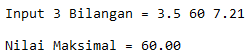 Input 3 Bilangan = 3.5 60 7.21
Nilai Maksimal = 60.00